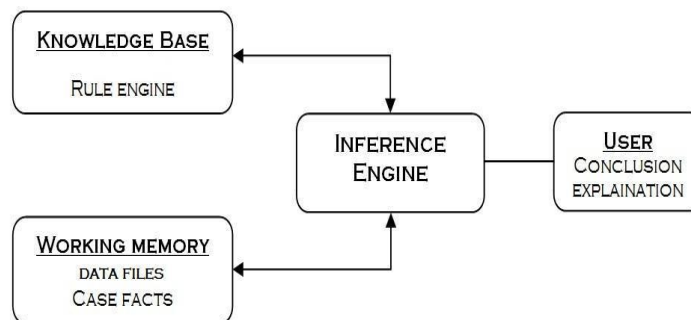 KNOWLEDGE BASE
RULE ENGINE
INFERENCE
ENGINE
USER
CONCLUSION
EXPLAINATION
WORKING MEMORY
DATA FILES
CASE FACTS